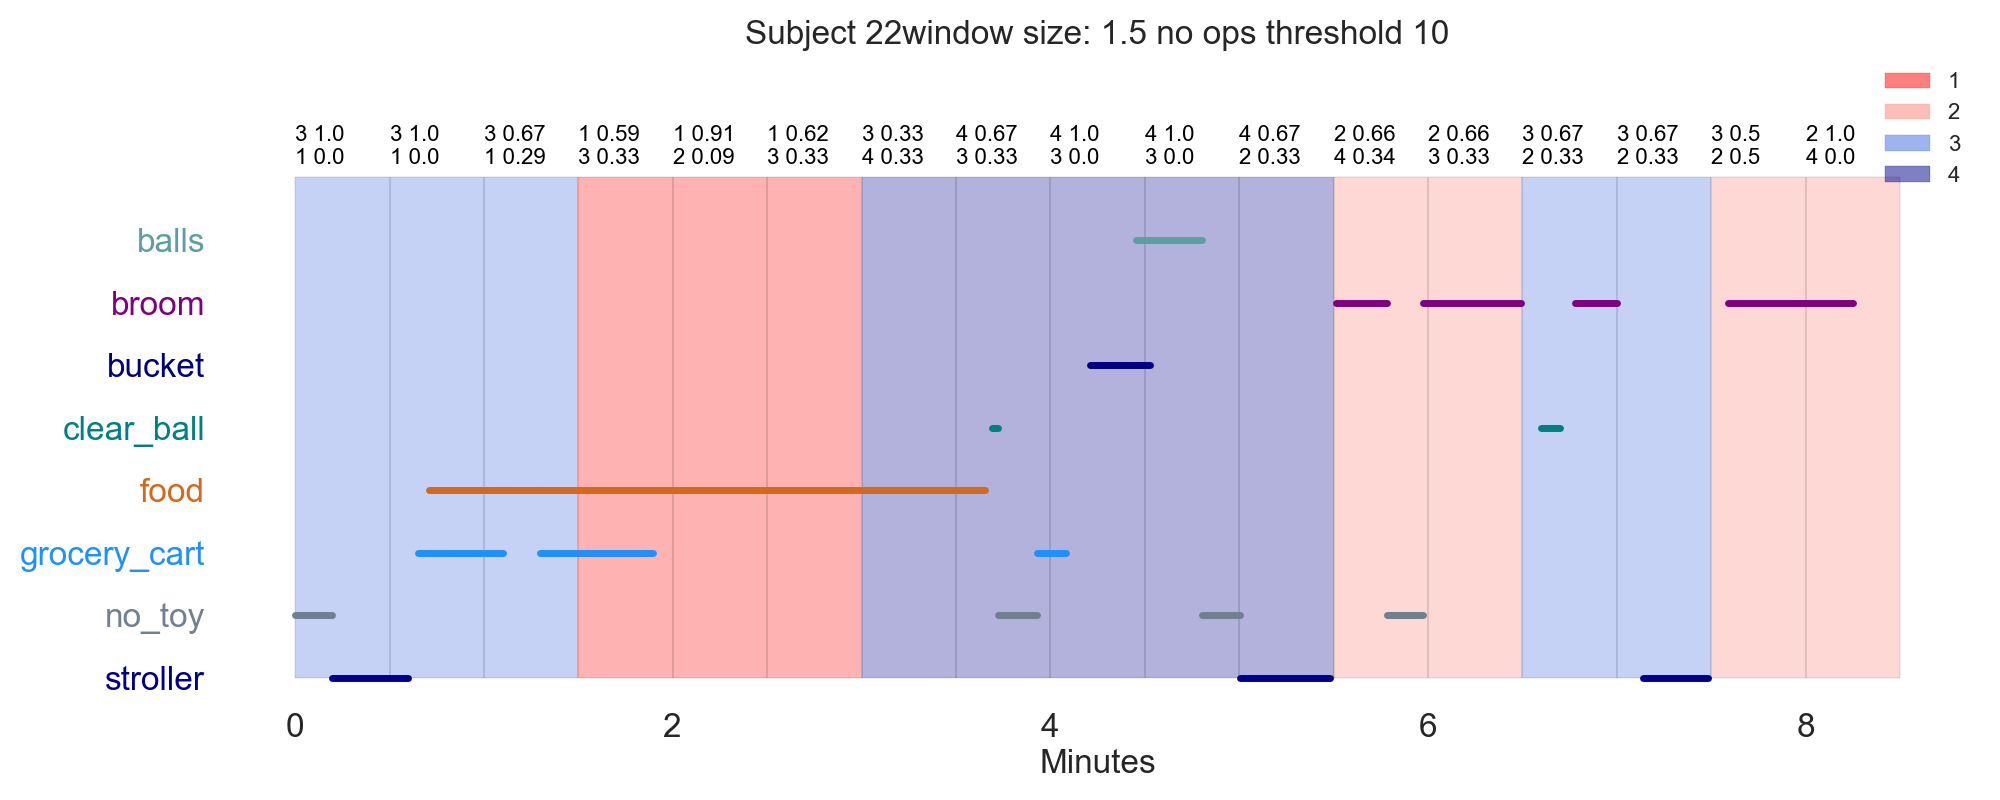 Subject 22window size: 1.5 no ops threshold 10
1
2
3
4
3 1.0 3 1.0 3 0.67 1 0.59 1 0.91 1 0.62 3 0.33 4 0.67 4 1.0 4 1.0 4 0.67 2 0.66 2 0.66 3 0.67 3 0.67 3 0.5 2 1.0
1 0.0 1 0.0 1 0.29 3 0.33 2 0.09 3 0.33 4 0.33 3 0.33 3 0.0 3 0.0 2 0.33 4 0.34 3 0.33 2 0.33 2 0.33 2 0.5 4 0.0
balls
broom
bucket
clear_ball
food
grocery_cart
no_toy
stroller
0 2 4 6 8
Minutes